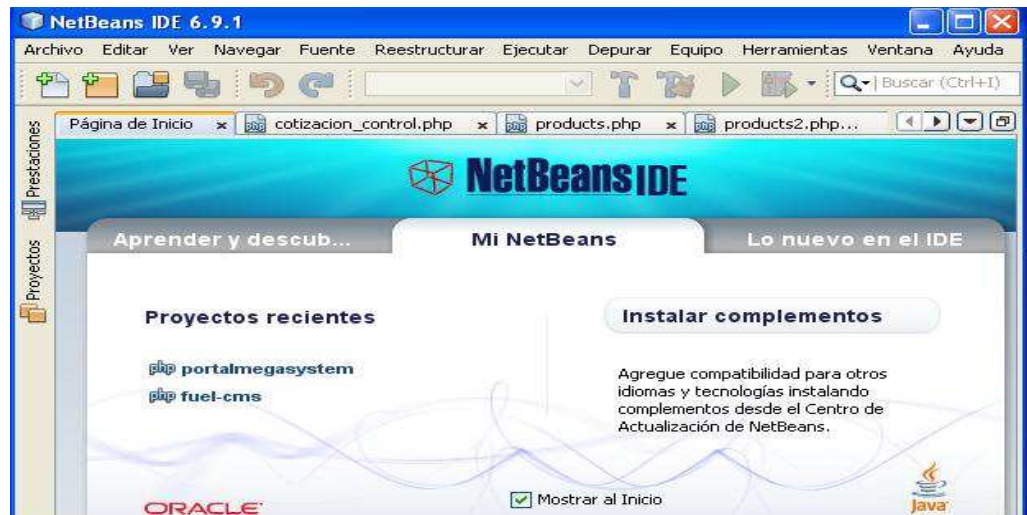 NetBeans IDE 6.9.1
Archivo Editar Ver Navegar Fuente Reestructurar Ejecutar Depurar Equipo Herramientas Ventana Ayuda
Buscar (Ctrl+I)
Página de Inicio cotizacion_control.php products.php products2.php...
Prestaciones
Proyectos
NetBeans IDE
Aprender y descub... Mi NetBeans Lo nuevo en el IDE
Proyectos recientes
php portalmegasystem
php fuel-cms
Instalar complementos
Agregue compatibilidad para otros
idiomas y tecnologías instalando
complementos desde el Centro de
Actualización de NetBeans.
ORACLE
Mostrar al Inicio
Java